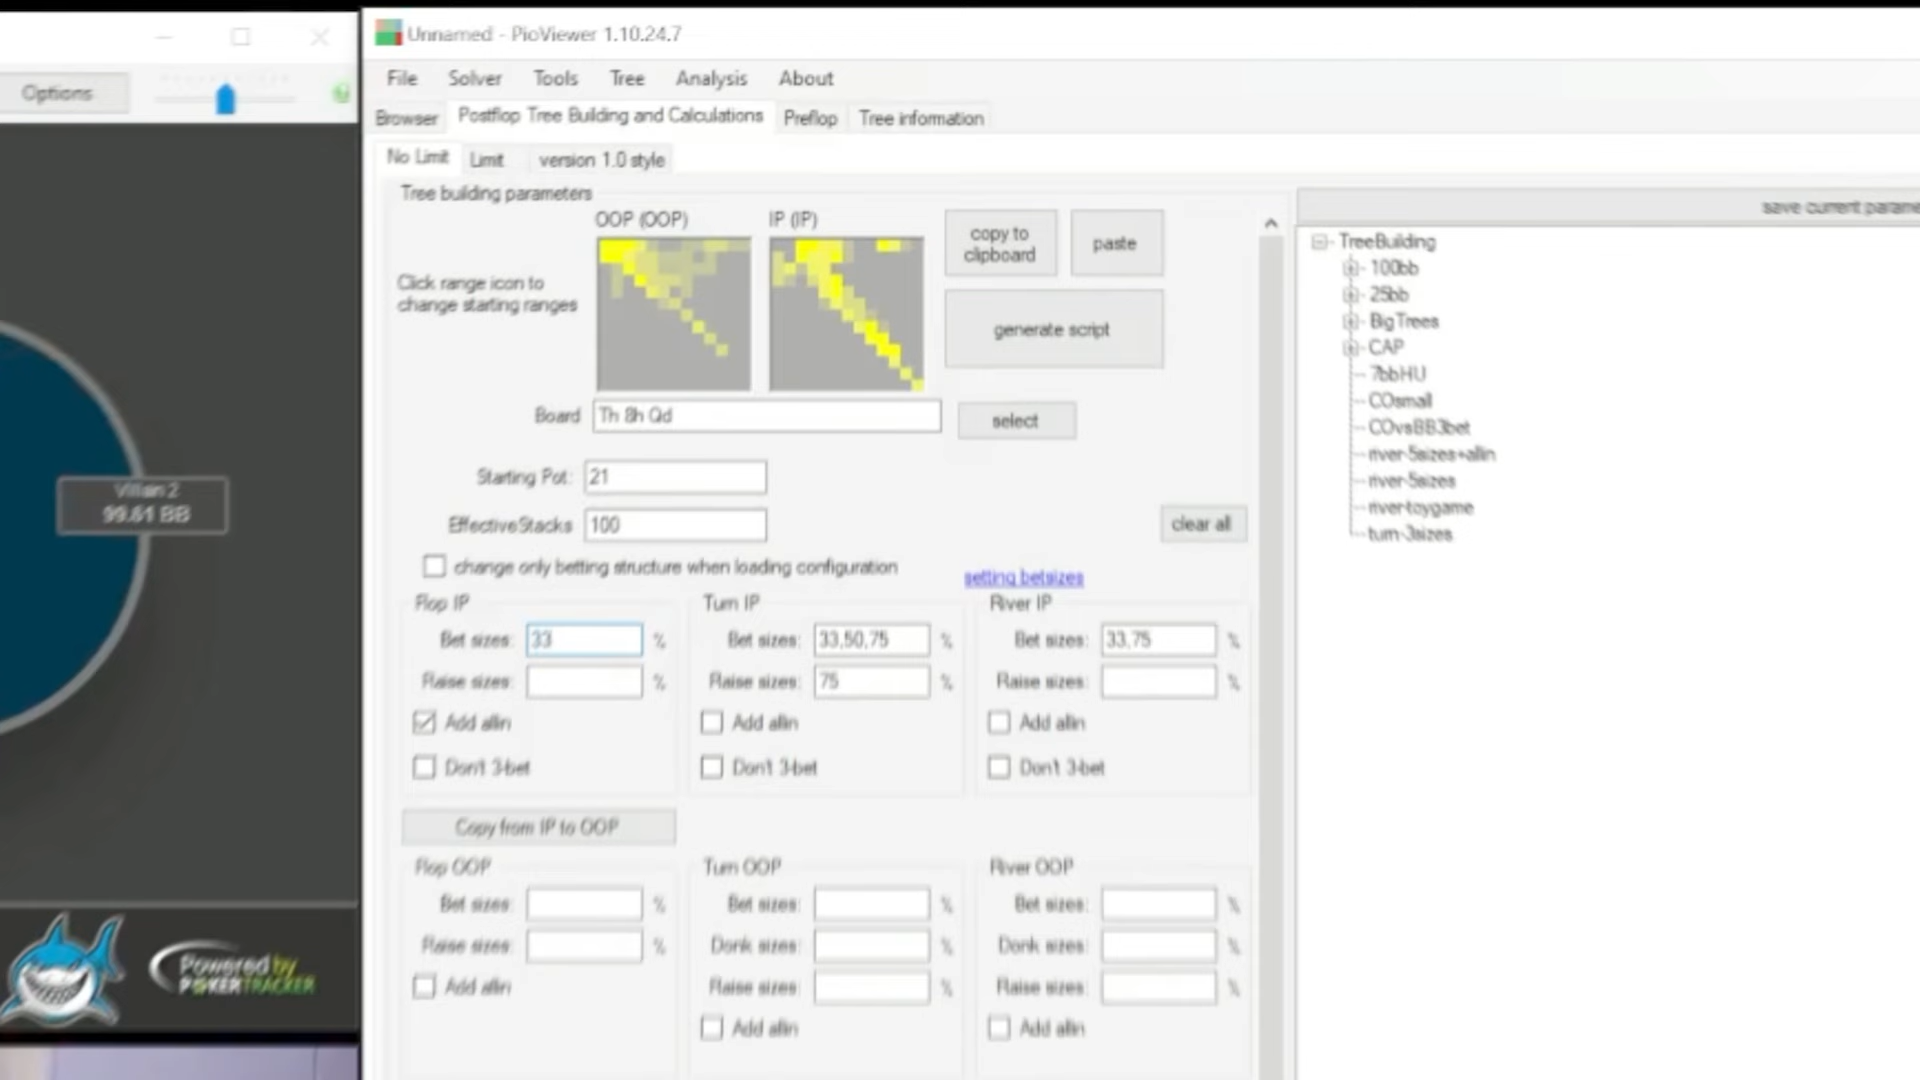 Unnamed - PioViewer 1.10.24.7
Options
File Solver Tools Tree Analysis About
Browser Postflop Tree Building and Calculations Preflop Tree information
No Limit Limit version 1.0 style
Tree building parameters
save current parame
OOP (OOP) IP (IP)
copy to clipboard
paste
Click range icon to
change starting ranges
generate script
Board Th 8h Qd select
Starting Pot: 21
Effective Stacks 100
clear all
change only betting structure when loading configuration
setting betsizes
TreeBuilding
100bb
25bb
BigTrees
CAP
7bbHU
COsmall
COvsBB3bet
river-5sizes+allin
river-5sizes
river-toygame
turn-3sizes
Villain 2
99.61 BB
Flop IP Turn IP River IP
Bet sizes: 33 % Bet sizes: 33,50,75 % Bet sizes: 33,75 %
Raise sizes: % Raise sizes: 75 % Raise sizes: %
Add allin Add allin Add allin
Don't 3-bet Don't 3-bet Don't 3-bet
Copy from IP to OOP
Flop OOP Turn OOP River OOP
Bet sizes: % Bet sizes: % Bet sizes: %
Raise sizes: % Donk sizes: % Donk sizes: %
Add allin Raise sizes: % Raise sizes: %
Add allin Add allin
Powered by
POKERTRACKER